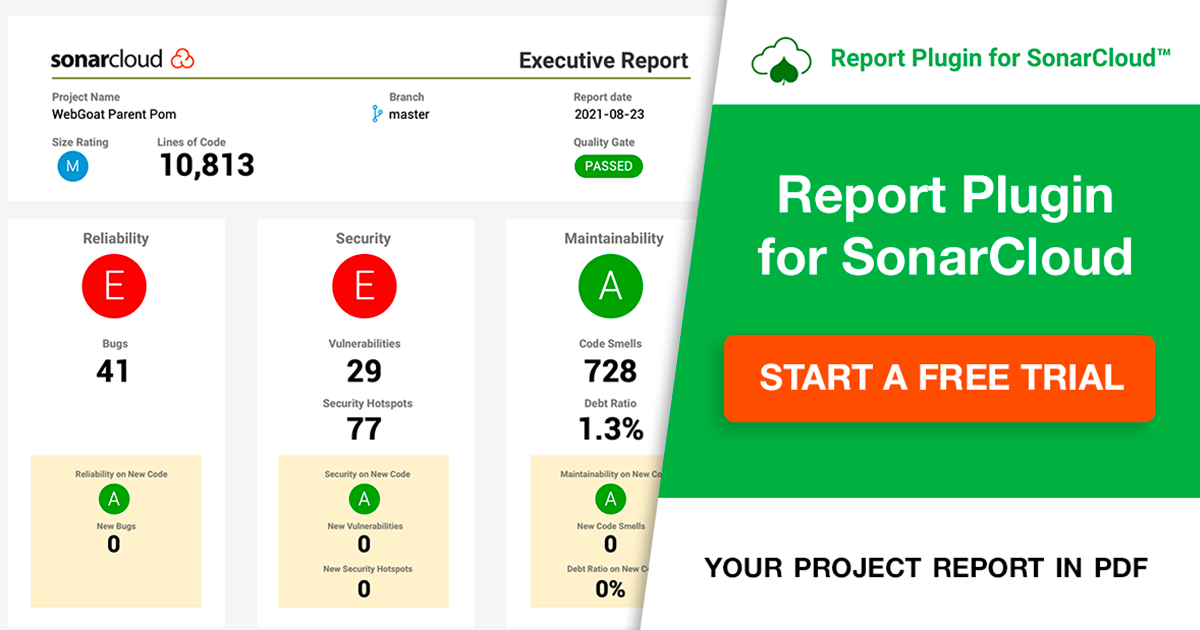 sonarcloud
Executive Report
Project Name
WebGoat Parent Pom
Branch
master
Report date
2021-08-23
Size Rating
M
Lines of Code
10,813
Quality Gate
PASSED
Reliability
E
Bugs
41
Reliability on New Code
A
New Bugs
0
Security
E
Vulnerabilities
29
Security Hotspots
77
Security on New Code
A
New Vulnerabilities
0
New Security Hotspots
0
Maintainability
A
Code Smells
728
Debt Ratio
1.3%
Maintainability on New Co
A
New Code Smells
0
Debt Ratio on New C
0%
Report Plugin for SonarCloud™
Report Plugin
for SonarCloud
START A FREE TRIAL
YOUR PROJECT REPORT IN PDF